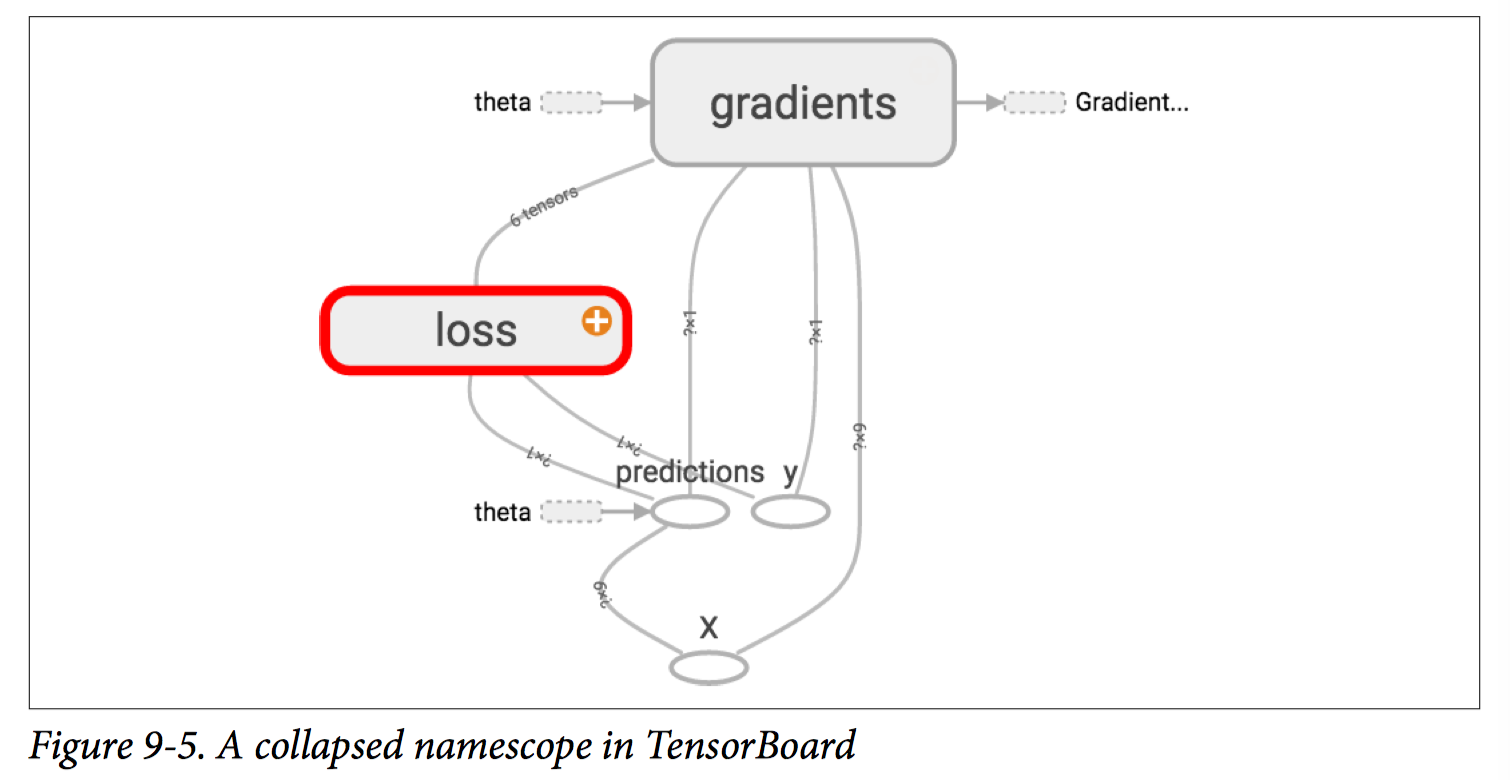 theta
gradients
Gradient...
6 tensors
loss
?×1
?×1
?×1
?×1
6×?
predictions y
theta
?×9
X
Figure 9-5. A collapsed namescope in TensorBoard